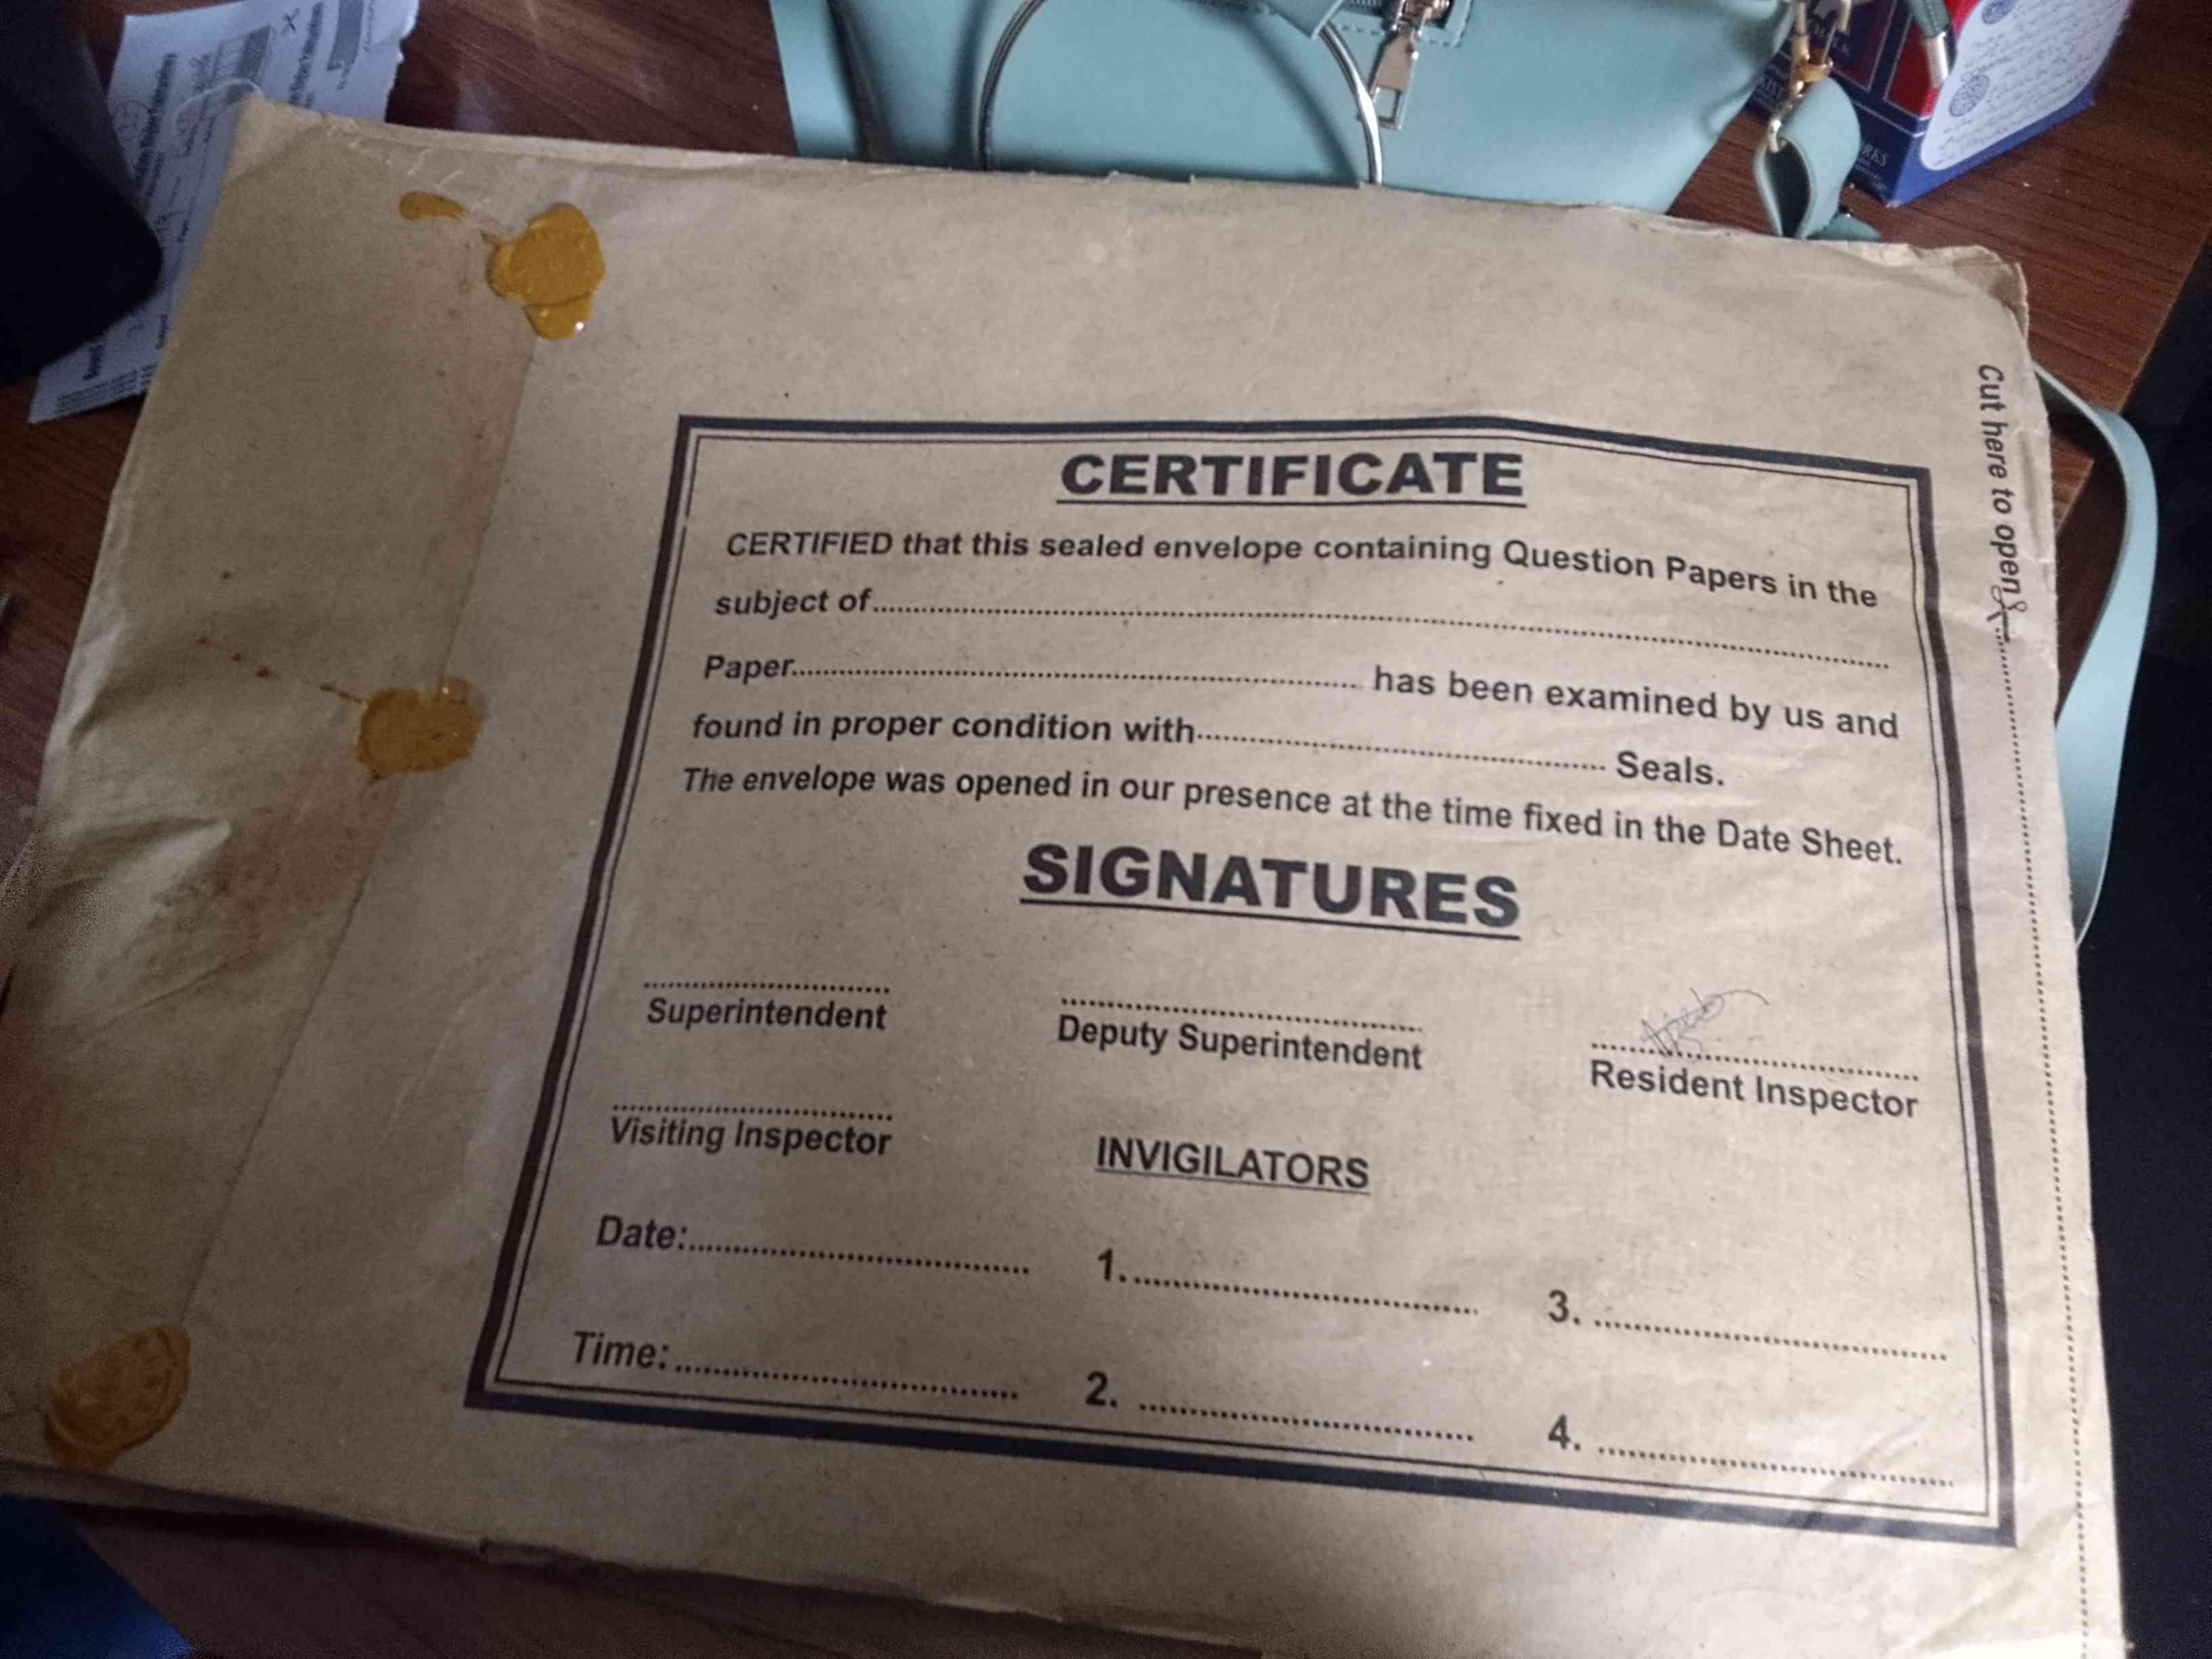 CERTIFICATE
CERTIFIED that this sealed envelope containing Question Papers in the
subject of........................................
Paper........................................ has been examined by us and
found in proper condition with........................................ Seals.
The envelope was opened in our presence at the time fixed in the Date Sheet.
SIGNATURES
Superintendent
Deputy Superintendent
Resident Inspector
Visiting Inspector
INVIGILATORS
Date:........................................
1.........................................
3. ........................................
Time:........................................
2. ........................................
4. ........................................
Cut here to open